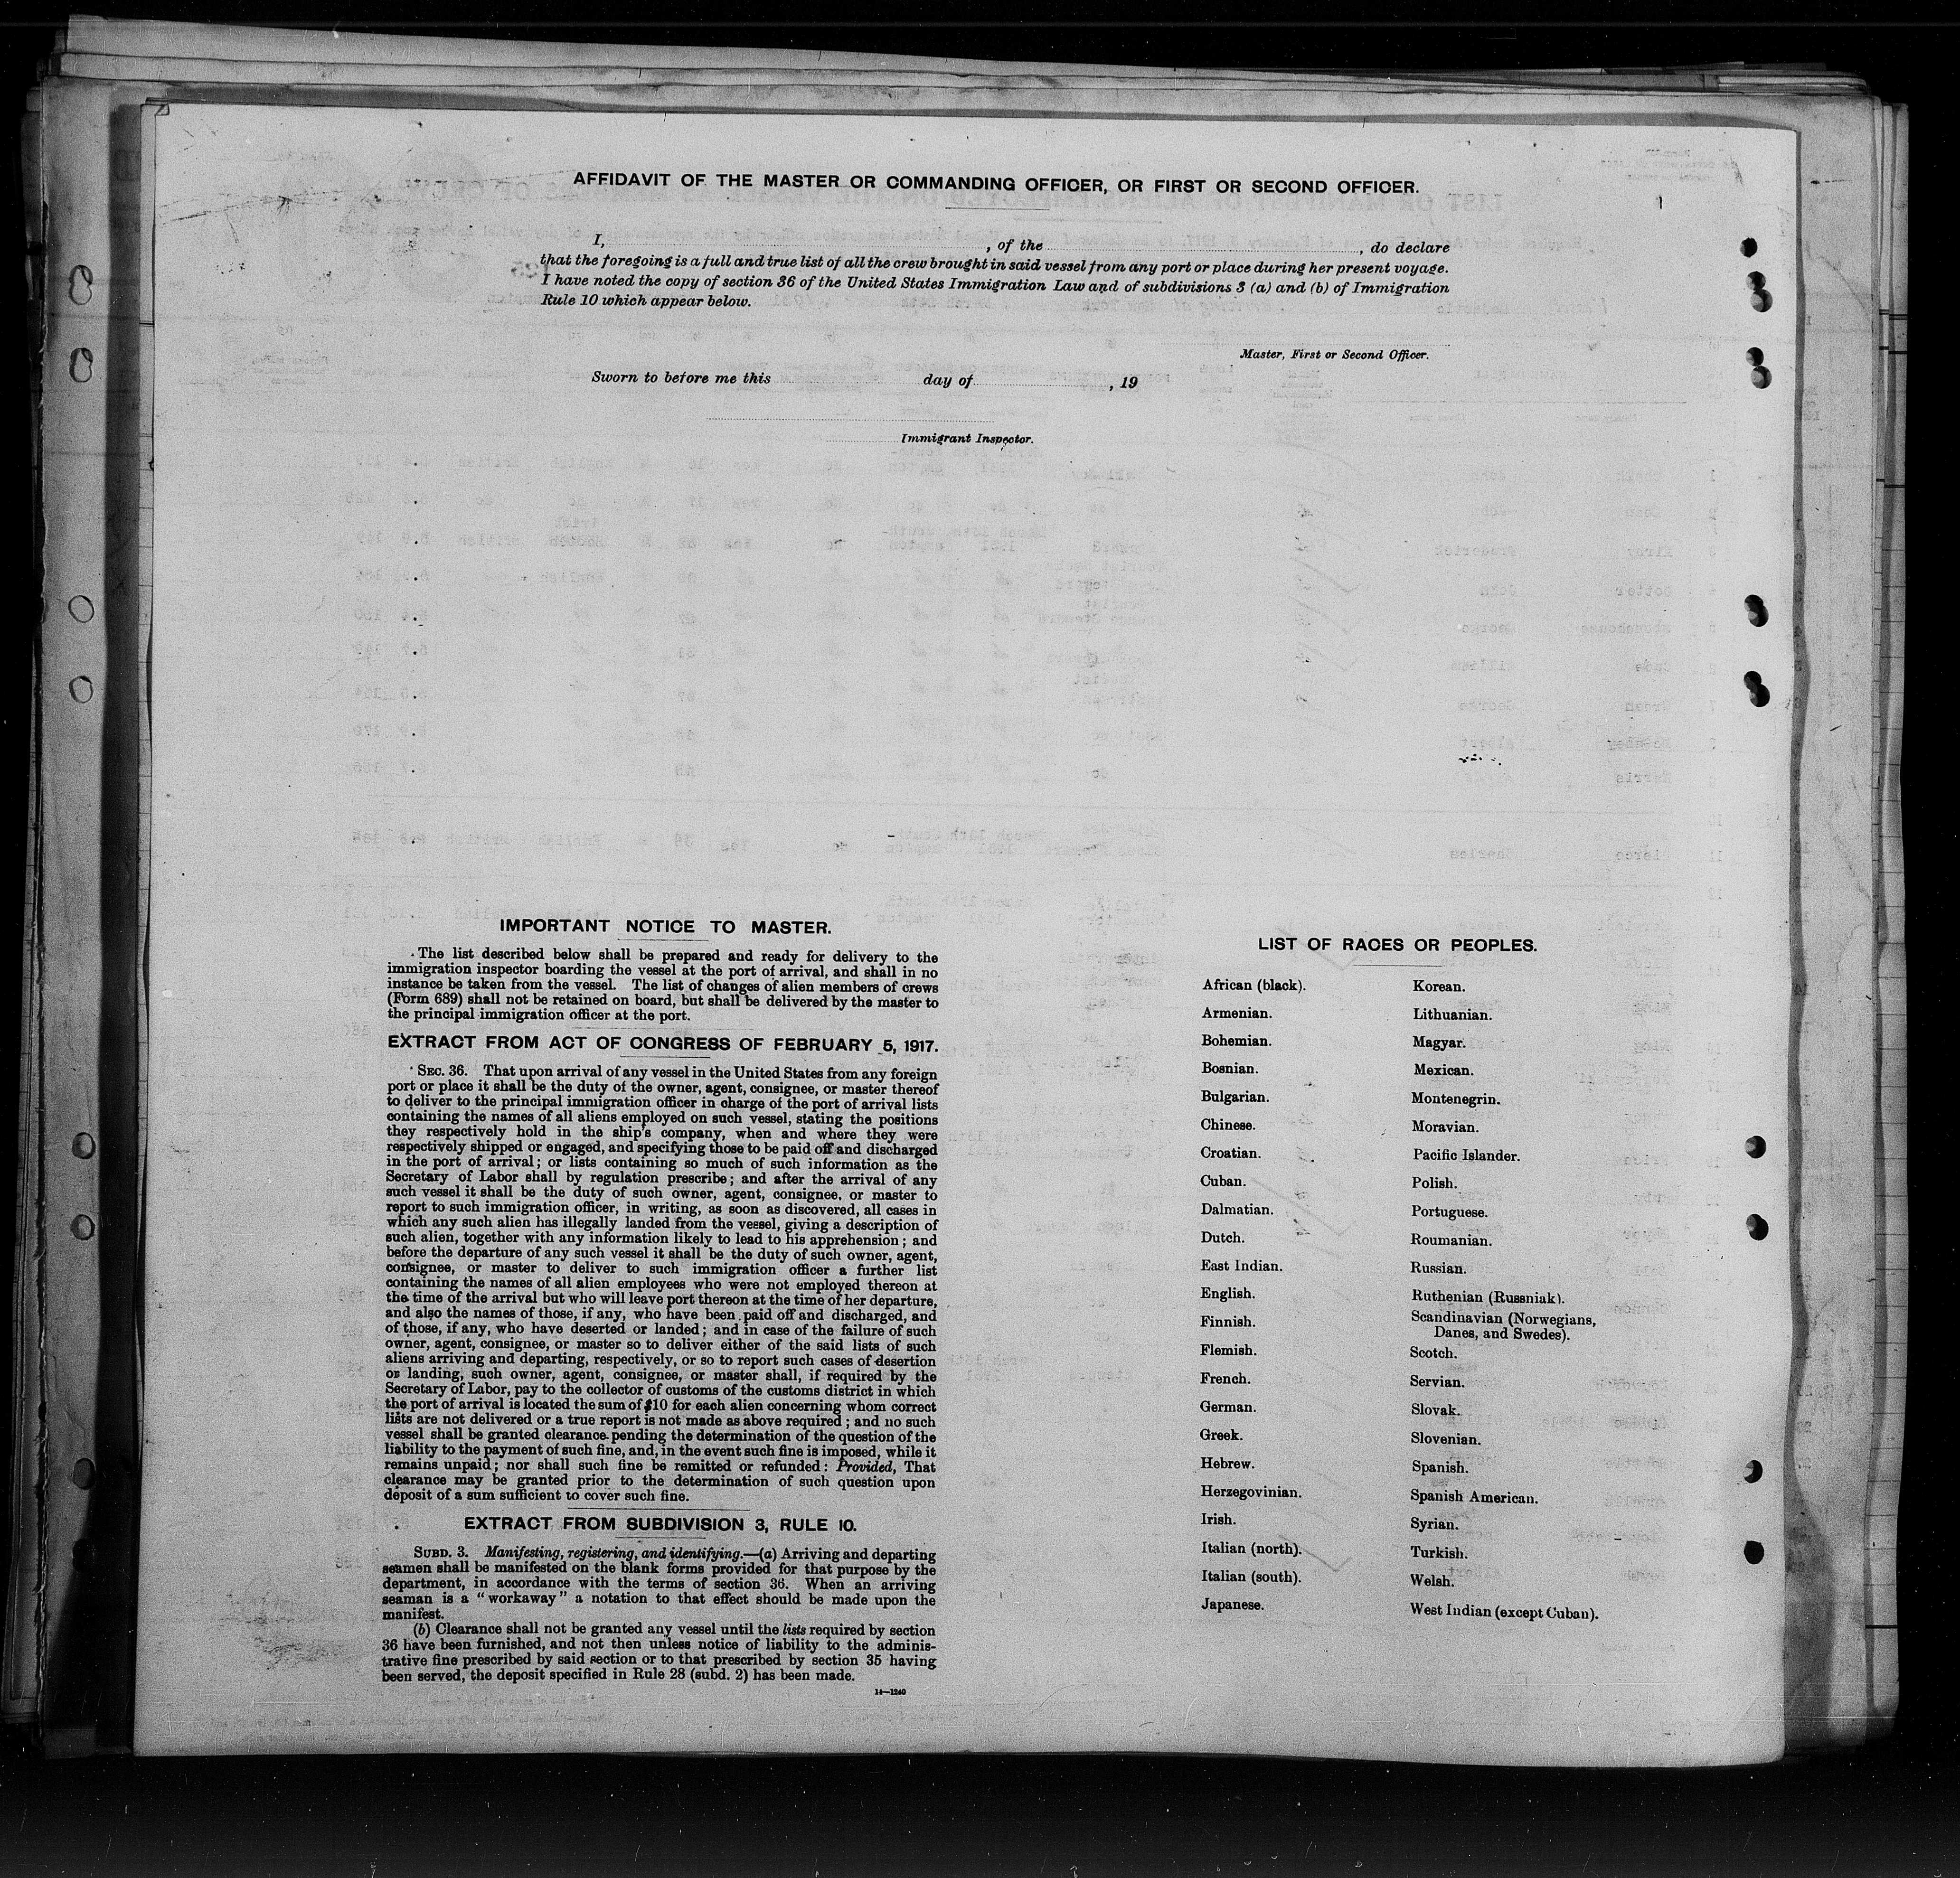 AFFIDAVIT OF THE MASTER OR COMMANDING OFFICER, OR FIRST OR SECOND OFFICER.
I, , of the , do declare
that the foregoing is a full and true list of all the crew brought in said vessel from any port or place during her present voyage.
I have noted the copy of section 36 of the United States Immigration Law and of subdivisions 3 (a) and (b) of Immigration
Rule 10 which appear below.
Master, First or Second Officer.
Sworn to before me this day of , 19
Immigrant Inspector.
IMPORTANT NOTICE TO MASTER.
The list described below shall be prepared and ready for delivery to the
immigration inspector boarding the vessel at the port of arrival, and shall in no
instance be taken from the vessel. The list of changes of alien members of crews
(Form 689) shall not be retained on board, but shall be delivered by the master to
the principal immigration officer at the port.
EXTRACT FROM ACT OF CONGRESS OF FEBRUARY 5, 1917.
SEC. 36. That upon arrival of any vessel in the United States from any foreign
port or place it shall be the duty of the owner, agent, consignee, or master thereof
to deliver to the principal immigration officer in charge of the port of arrival lists
containing the names of all aliens employed on such vessel, stating the positions
they respectively hold in the ship's company, when and where they were
respectively shipped or engaged, and specifying those to be paid off and discharged
in the port of arrival; or lists containing so much of such information as the
Secretary of Labor shall by regulation prescribe; and after the arrival of any
such vessel it shall be the duty of such owner, agent, consignee, or master to
report to such immigration officer, in writing, as soon as discovered, all cases in
which any such alien has illegally landed from the vessel, giving a description of
such alien, together with any information likely to lead to his apprehension; and
before the departure of any such vessel it shall be the duty of such owner, agent,
consignee, or master to deliver to such immigration officer a further list
containing the names of all alien employees who were not employed thereon at
the time of the arrival but who will leave port thereon at the time of her departure,
and also the names of those, if any, who have been paid off and discharged, and
of those, if any, who have deserted or landed; and in case of the failure of such
owner, agent, consignee, or master so to deliver either of the said lists of such
aliens arriving and departing, respectively, or so to report such cases of desertion
or landing, such owner, agent, consignee, or master shall, if required by the
Secretary of Labor, pay to the collector of customs of the customs district in which
the port of arrival is located the sum of $10 for each alien concerning whom correct
lists are not delivered or a true report is not made as above required; and no such
vessel shall be granted clearance pending the determination of the question of the
liability to the payment of such fine, and, in the event such fine is imposed, while it
remains unpaid; nor shall such fine be remitted or refunded: Provided, That
clearance may be granted prior to the determination of such question upon
deposit of a sum sufficient to cover such fine.
EXTRACT FROM SUBDIVISION 3, RULE 10.
SUBD. 3. Manifesting, registering, and identifying.—(a) Arriving and departing
seamen shall be manifested on the blank forms provided for that purpose by the
department, in accordance with the terms of section 36. When an arriving
seaman is a "workaway" a notation to that effect should be made upon the
manifest.
(b) Clearance shall not be granted any vessel until the lists required by section
36 have been furnished, and not then unless notice of liability to the adminis-
trative fine prescribed by said section or to that prescribed by section 35 having
been served, the deposit specified in Rule 28 (subd. 2) has been made.
14—1240
LIST OF RACES OR PEOPLES.
African (black).
Armenian.
Bohemian.
Bosnian.
Bulgarian.
Chinese.
Croatian.
Cuban.
Dalmatian.
Dutch.
East Indian.
English.
Finnish.
Flemish.
French.
German.
Greek.
Hebrew.
Herzegovinian.
Irish.
Italian (north).
Italian (south).
Japanese.
Korean.
Lithuanian.
Magyar.
Mexican.
Montenegrin.
Moravian.
Pacific Islander.
Polish.
Portuguese.
Roumanian.
Russian.
Ruthenian (Russniak).
Scandinavian (Norwegians,
Danes, and Swedes).
Scotch.
Servian.
Slovak.
Slovenian.
Spanish.
Spanish American.
Syrian.
Turkish.
Welsh.
West Indian (except Cuban).